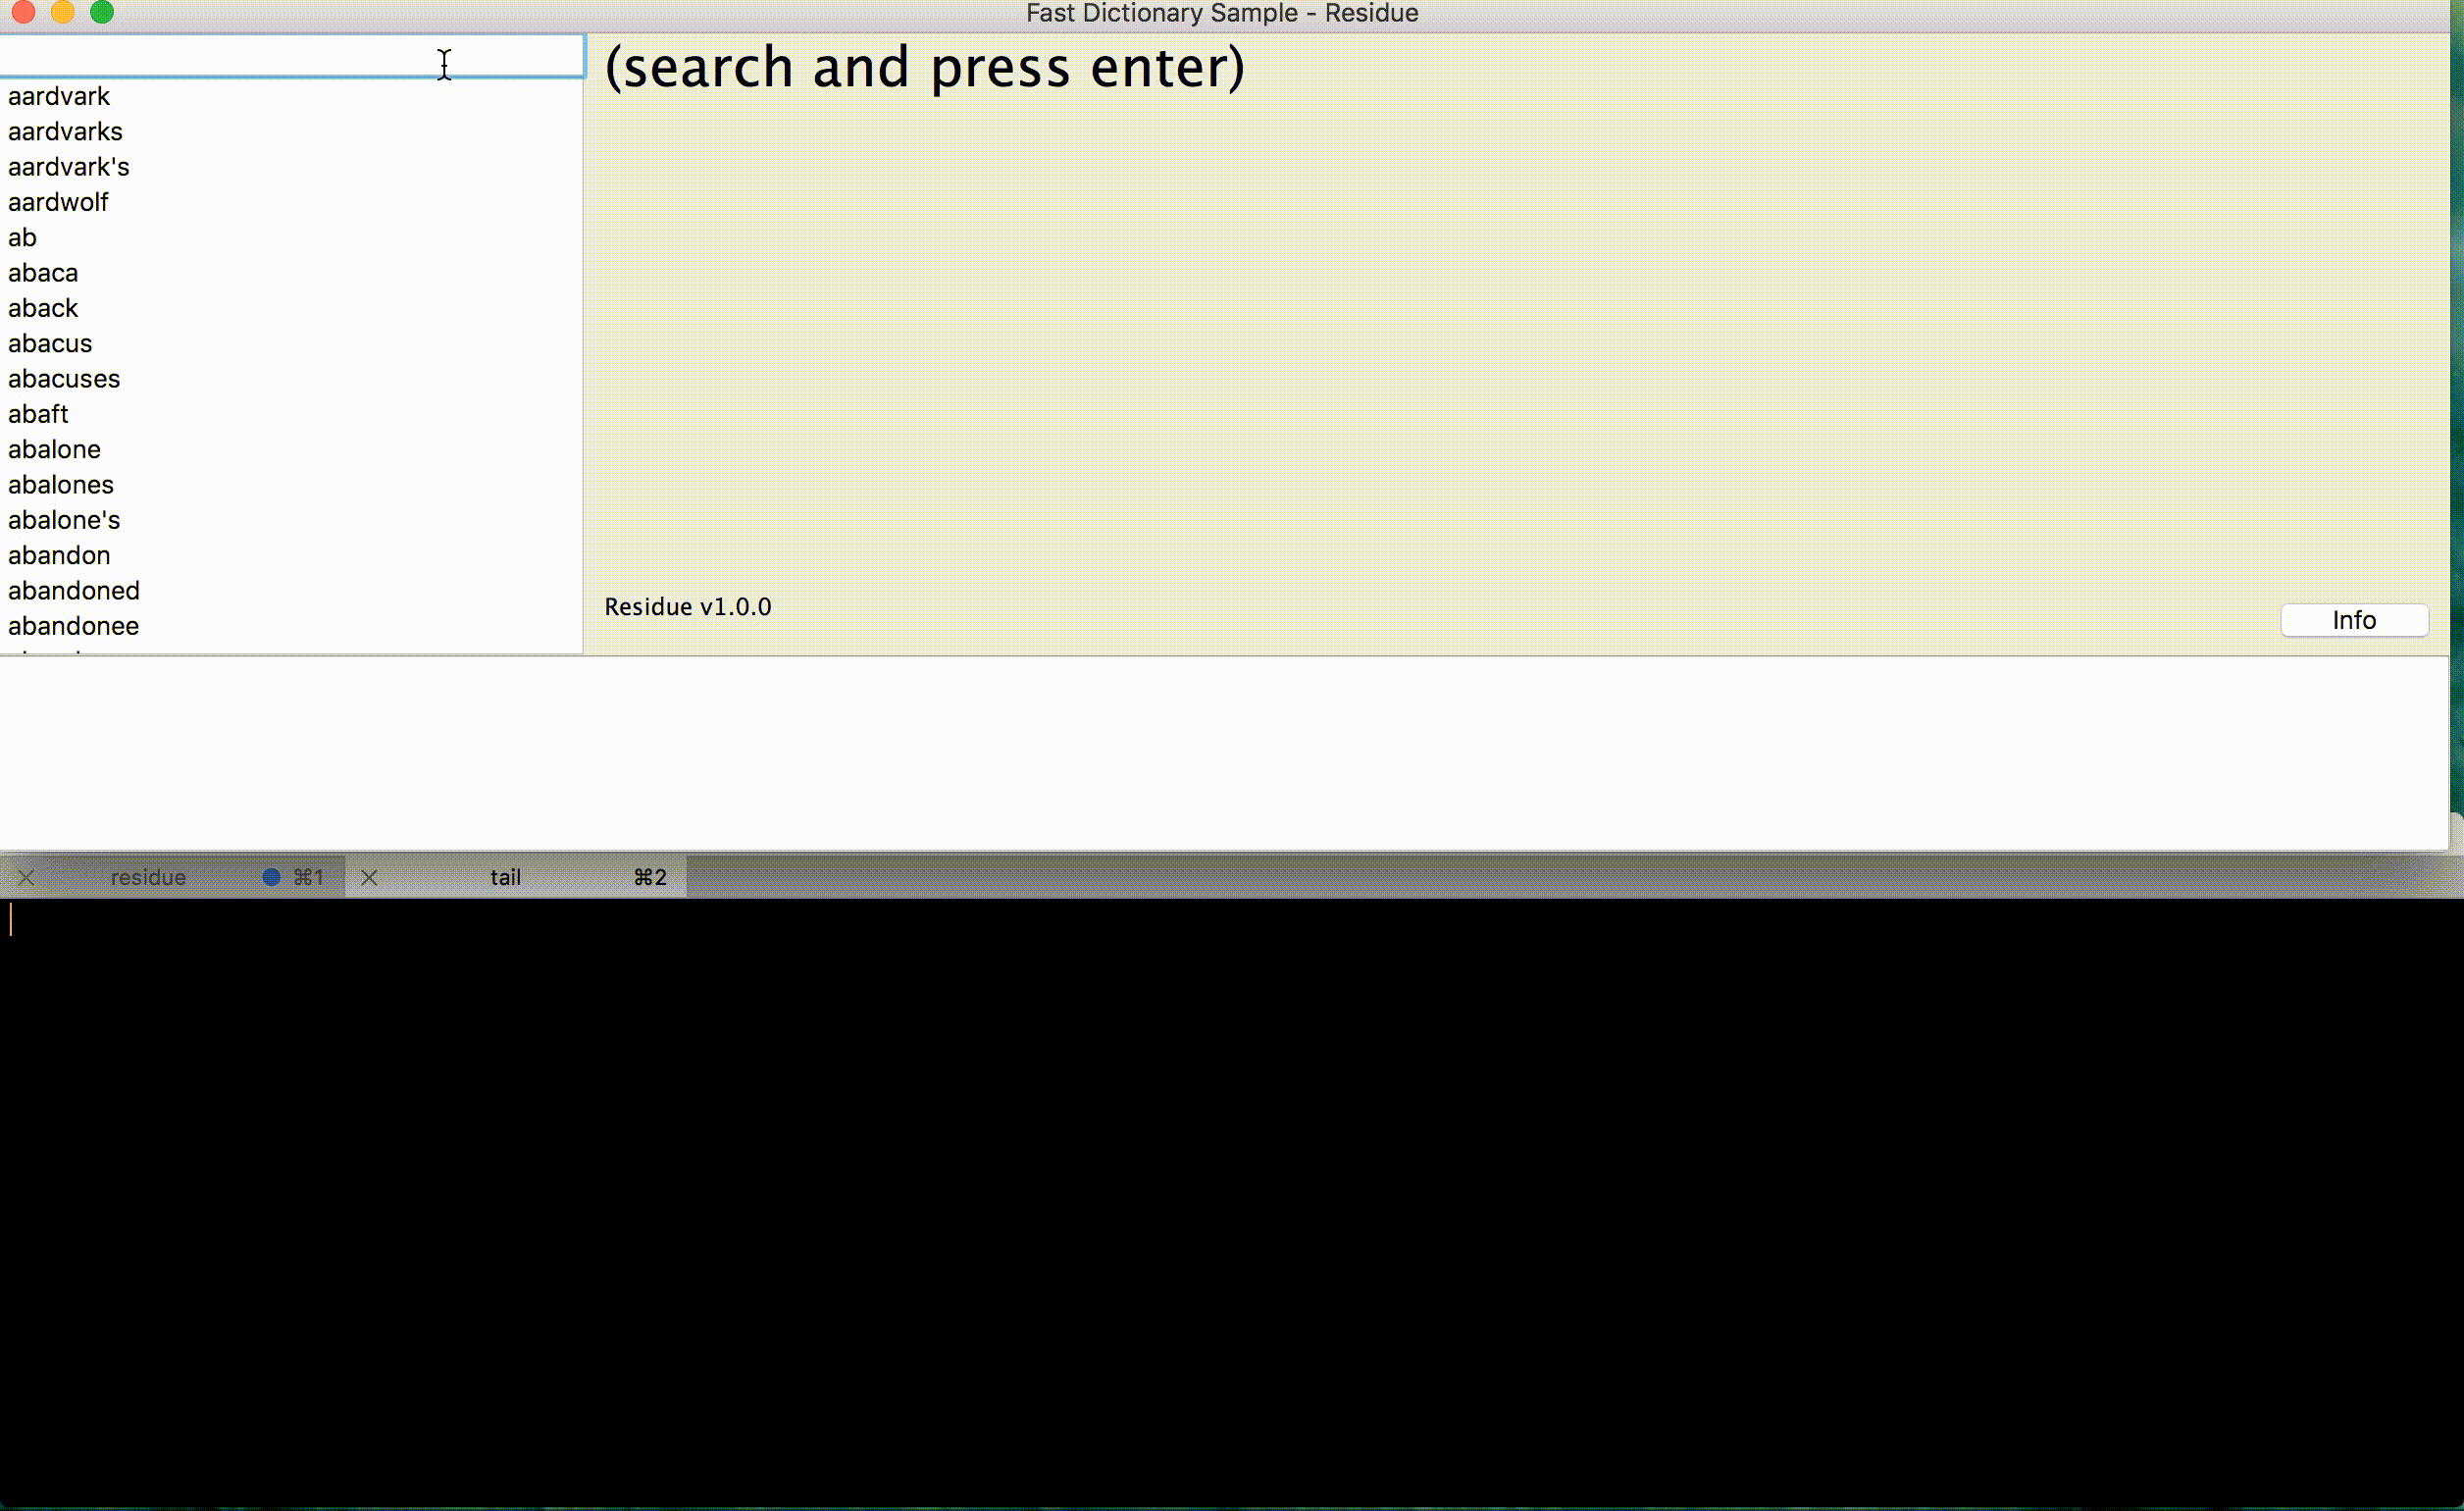 Fast Dictionary Sample - Residue
(search and press enter)
aardvark
aardvarks
aardvark's
aardwolf
ab
abaca
aback
abacus
abacuses
abaft
abalone
abalones
abalone's
abandon
abandoned
abandonee
Residue v1.0.0
Info
residue ⌘1
tail ⌘2